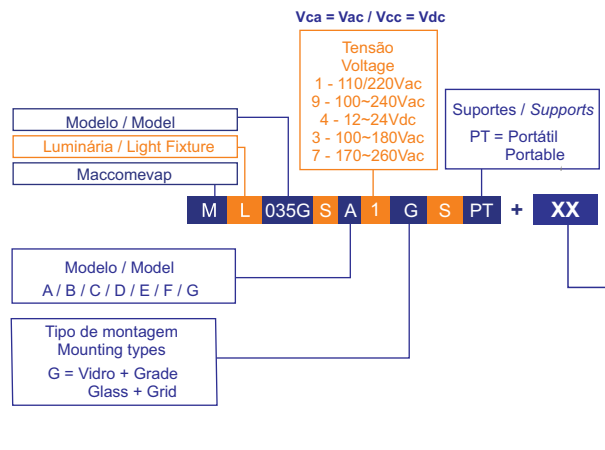 Vca = Vac / Vcc = Vdc
Tensão
Voltage
1 - 110/220Vac
9 - 100~240Vac
4 - 12~24Vdc
3 - 100~180Vac
7 - 170~260Vac
Suportes / Supports
PT = Portátil
Portable
Modelo / Model
Luminária / Light Fixture
Maccomevap
M L 035G S A 1 G S PT + XX
Modelo / Model
A / B / C / D / E / F / G
Tipo de montagem
Mounting types
G = Vidro + Grade
Glass + Grid